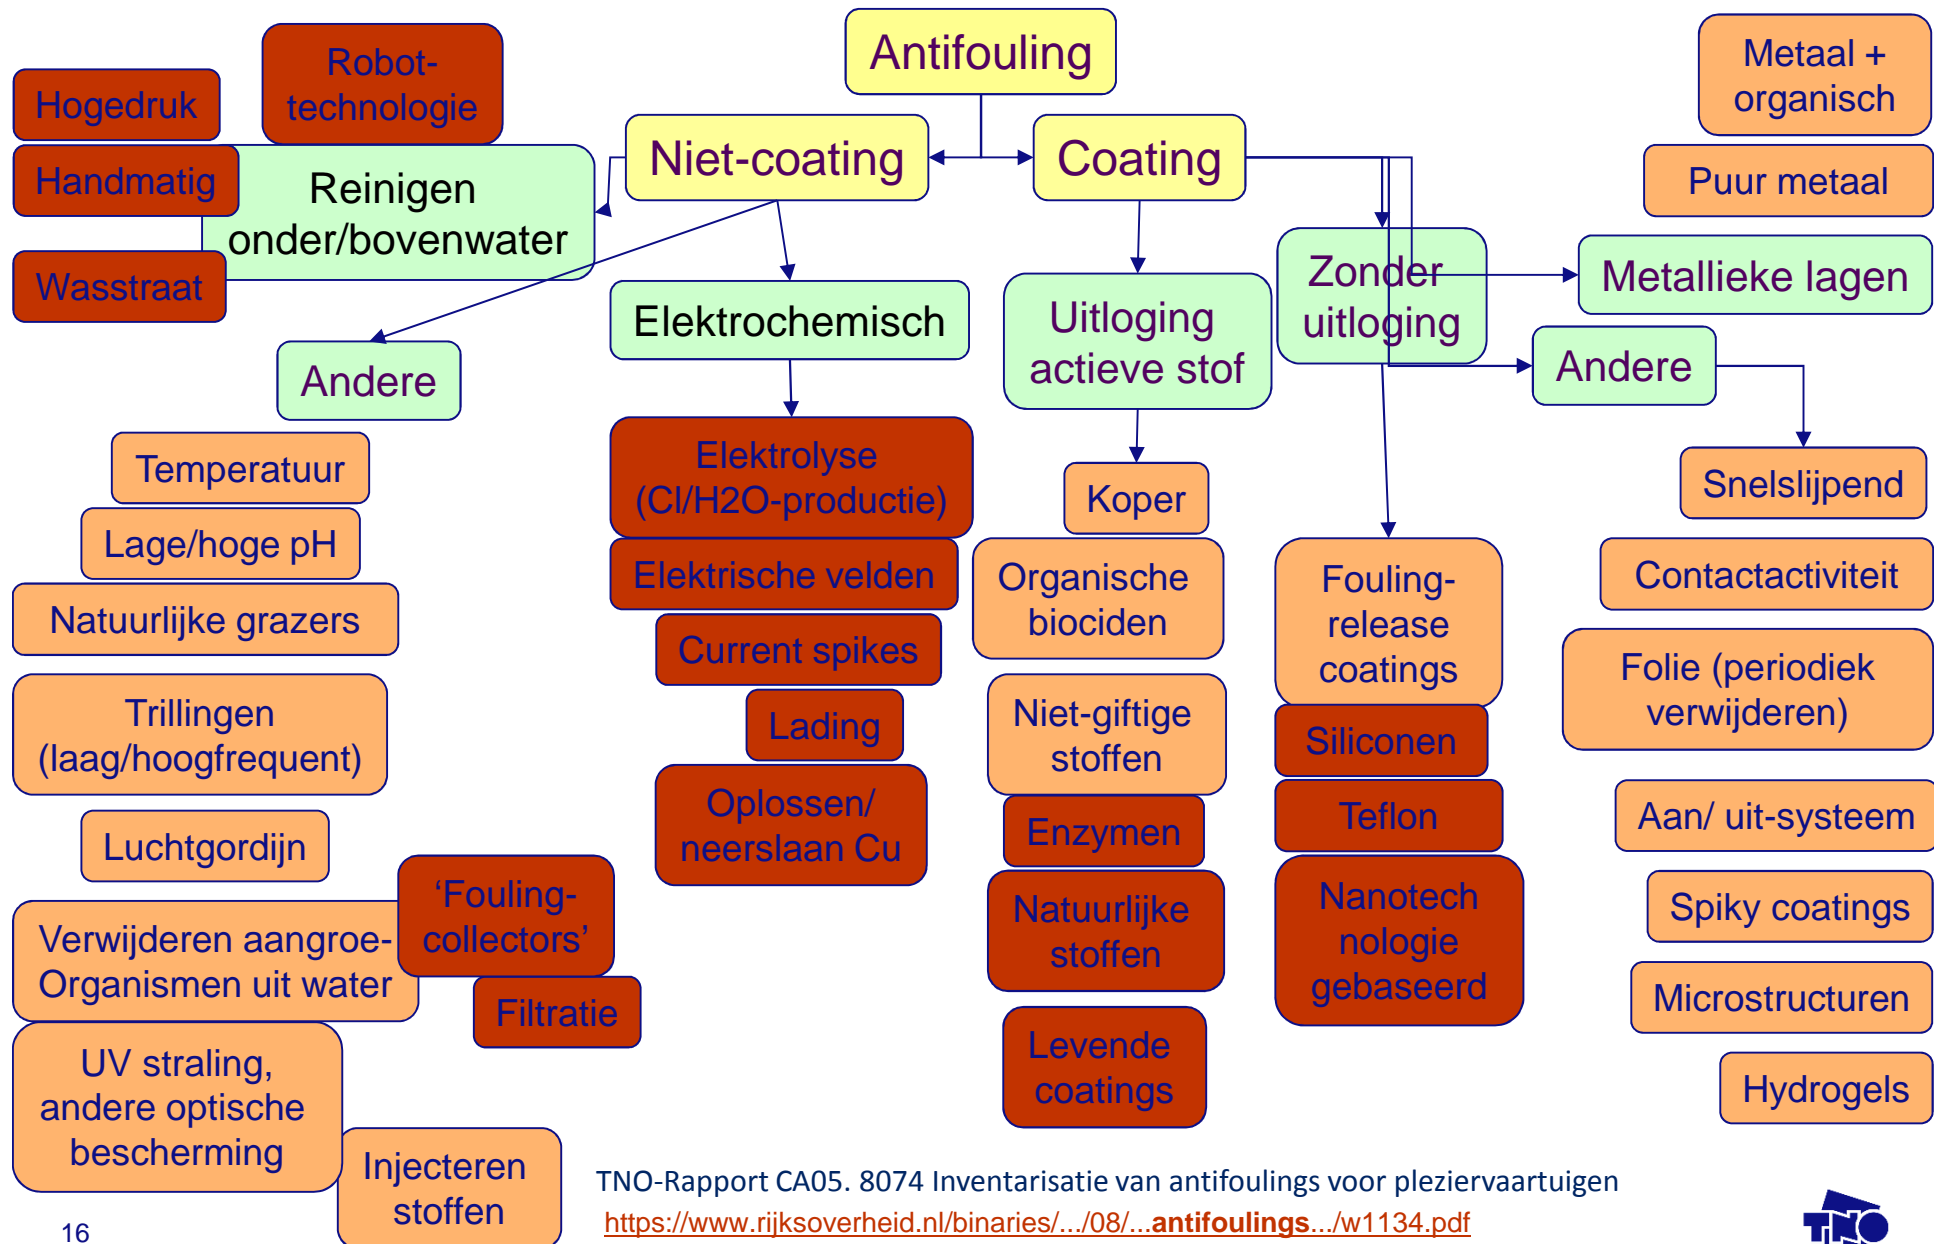 Antifouling
Niet-coating
Coating
Robot-
technologie
Hogedruk
Handmatig
Wasstraat
Reinigen
onder/bovenwater
Andere
Temperatuur
Lage/hoge pH
Natuurlijke grazers
Trillingen
(laag/hoogfrequent)
Luchtgordijn
Verwijderen aangroe-
Organismen uit water
'Fouling-
collectors'
Filtratie
UV straling,
andere optische
bescherming
Injecteren
stoffen
Elektrochemisch
Elektrolyse
(Cl/H2O-productie)
Elektrische velden
Current spikes
Lading
Oplossen/
neerslaan Cu
Uitloging
actieve stof
Koper
Organische
biociden
Niet-giftige
stoffen
Enzymen
Natuurlijke
stoffen
Levende
coatings
Zonder
uitloging
Fouling-
release
coatings
Siliconen
Teflon
Nanotech
nologie
gebaseerd
Metaal +
organisch
Puur metaal
Metallieke lagen
Andere
Snelslijpend
Contactactiviteit
Folie (periodiek
verwijderen)
Aan/ uit-systeem
Spiky coatings
Microstructuren
Hydrogels
TNO-Rapport CA05. 8074 Inventarisatie van antifoulings voor pleziervaartuigen
https://www.rijksoverheid.nl/binaries/.../08/...antifoulings.../w1134.pdf
16
TNO